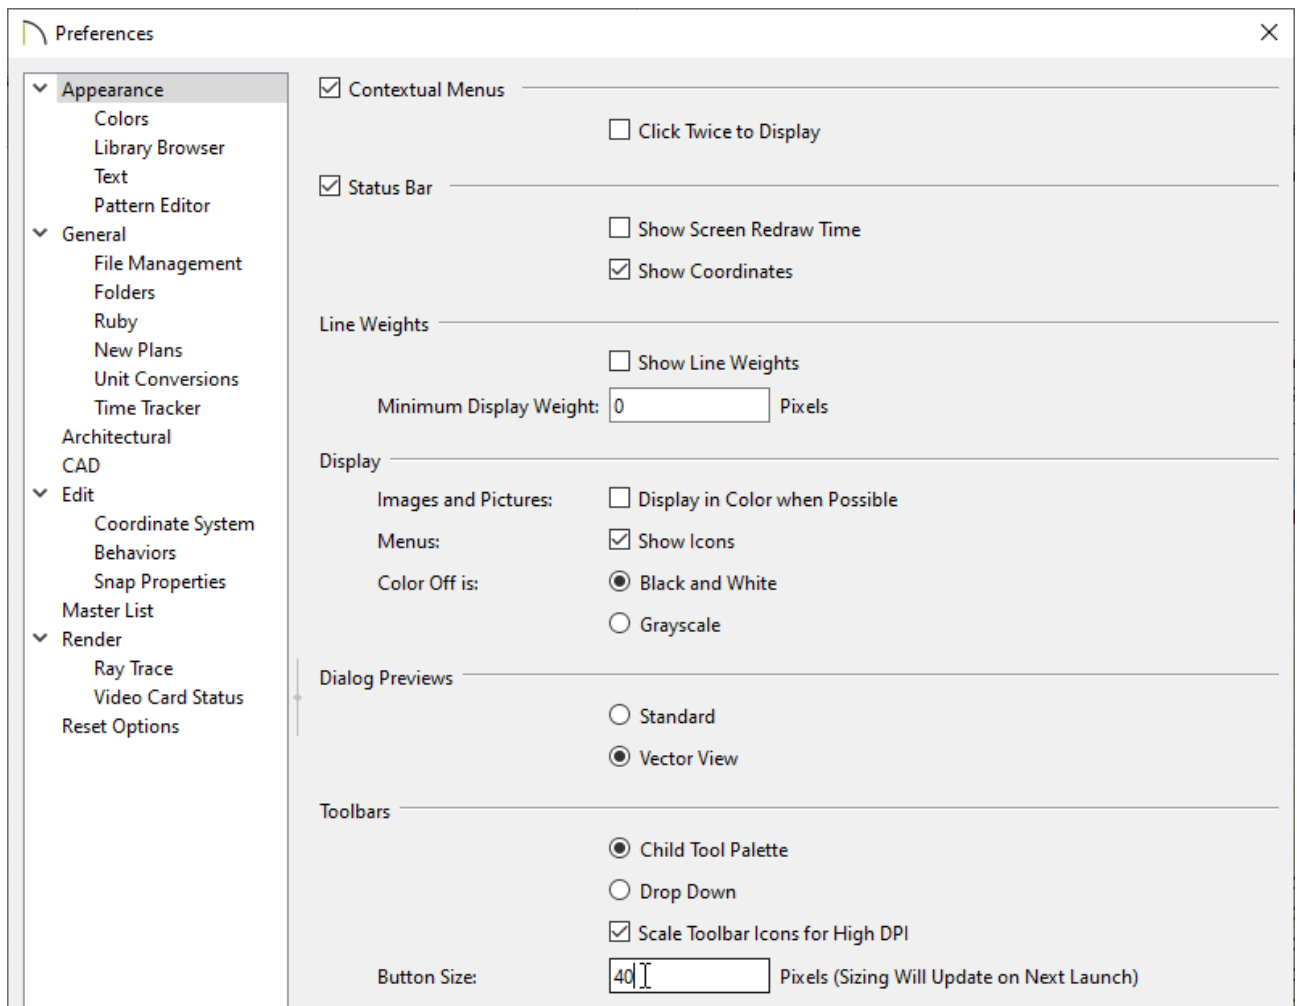 Preferences
Appearance
Colors
Library Browser
Text
Pattern Editor
General
File Management
Folders
Ruby
New Plans
Unit Conversions
Time Tracker
Architectural
CAD
Edit
Coordinate System
Behaviors
Snap Properties
Master List
Render
Ray Trace
Video Card Status
Reset Options
Contextual Menus
Click Twice to Display
Status Bar
Show Screen Redraw Time
Show Coordinates
Line Weights
Show Line Weights
Minimum Display Weight: 0 Pixels
Display
Images and Pictures: Display in Color when Possible
Menus: Show Icons
Color Off is: Black and White
Grayscale
Dialog Previews
Standard
Vector View
Toolbars
Child Tool Palette
Drop Down
Scale Toolbar Icons for High DPI
Button Size: 40 Pixels (Sizing Will Update on Next Launch)